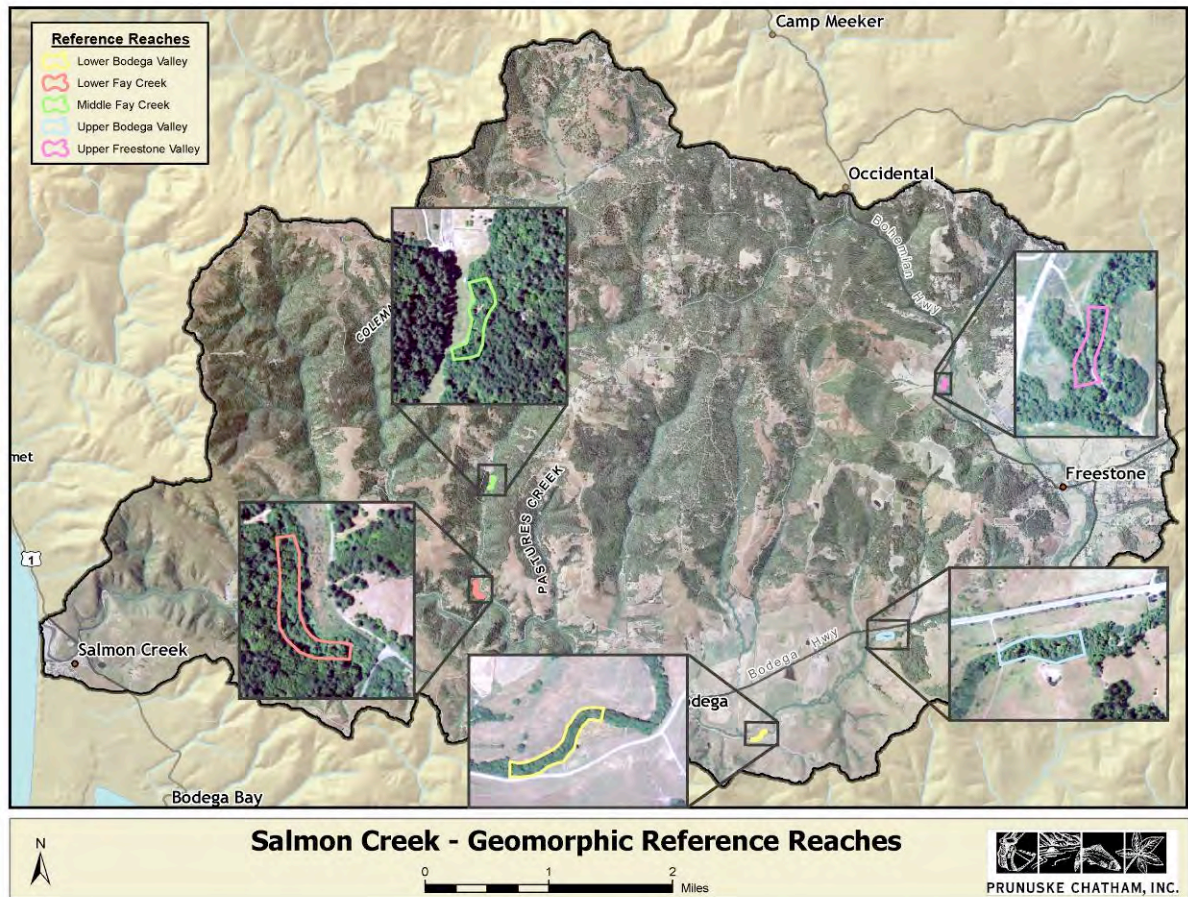 Camp Meeker
Reference Reaches
Lower Bodega Valley
Lower Fay Creek
Middle Fay Creek
Upper Bodega Valley
Upper Freestone Valley
Occidental
Bohemian Hwy
COLEMA
met
Freestone
PASTURES CREEK
1
Salmon Creek
Bodega Hwy
odega
Bodega Bay
N
Salmon Creek - Geomorphic Reference Reaches
0 1 2
Miles
PRUNUSKE CHATHAM, INC.